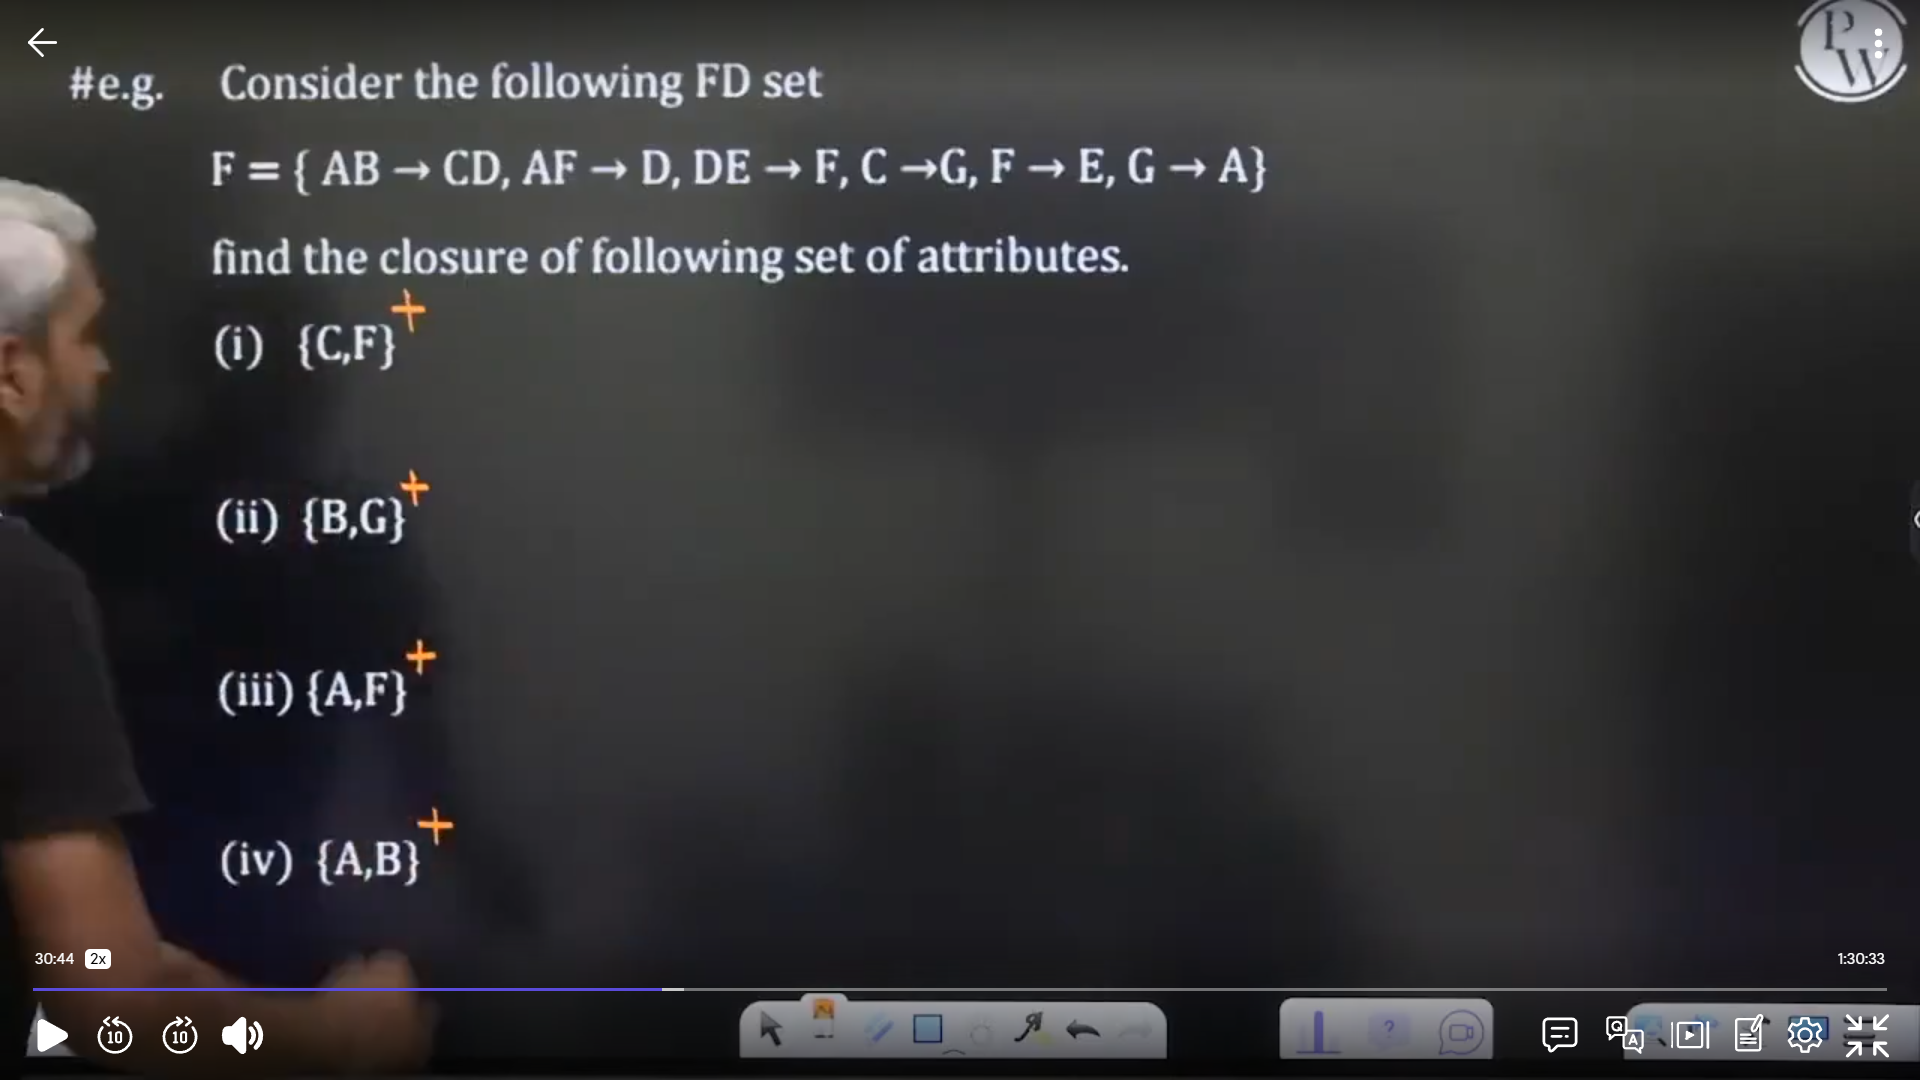 PW
#e.g. Consider the following FD set
F = { AB → CD, AF → D, DE → F, C →G, F → E, G → A}
find the closure of following set of attributes.
(i) {C,F}+
(ii) {B,G}+
(iii) {A,F}+
(iv) {A,B}+
30:44 2x 1:30:33
10 10 ? Q A